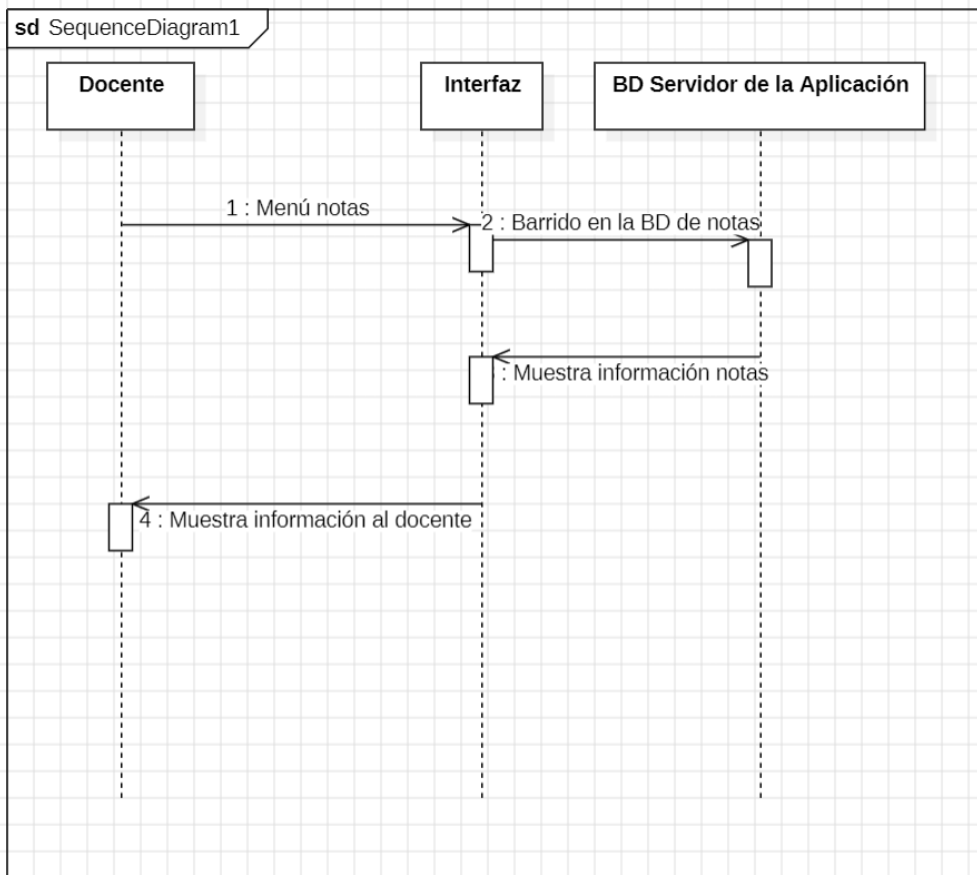 sd SequenceDiagram1
Docente
Interfaz
BD Servidor de la Aplicación
1 : Menú notas
2 : Barrido en la BD de notas
: Muestra información notas
4 : Muestra información al docente